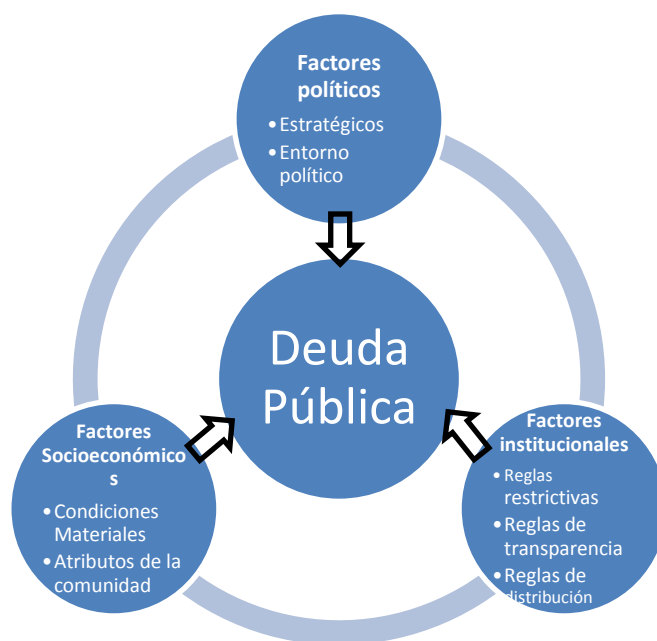 Factores
políticos
• Estratégicos
• Entorno
político
Deuda
Pública
Factores
Socioeconómico
s
• Condiciones
Materiales
• Atributos de la
comunidad
Factores
institucionales
• Reglas
restrictivas
• Reglas de
transparencia
• Reglas de
distribución